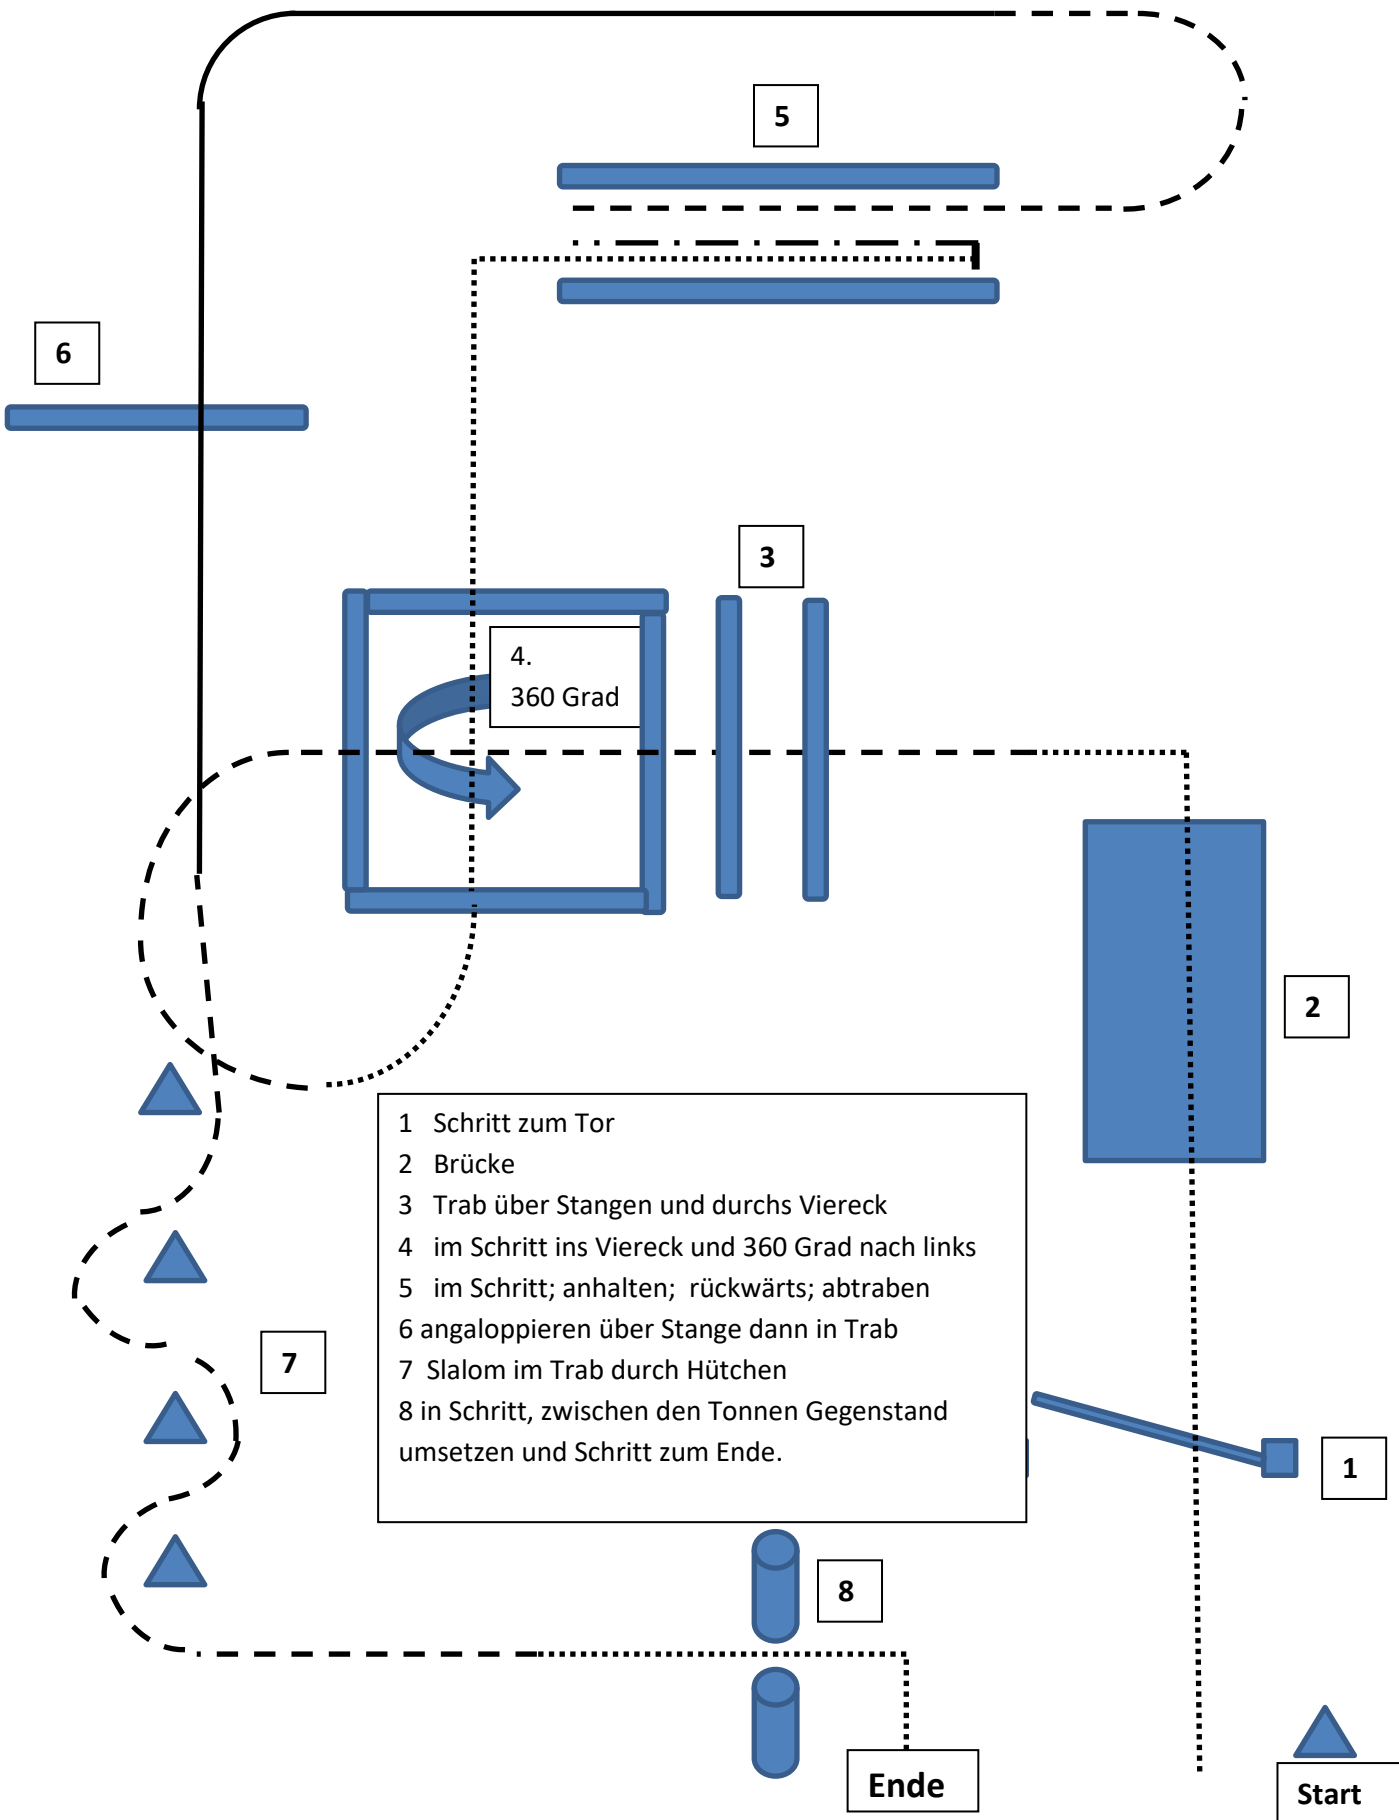 5
6
3
4.
360 Grad
2
1   Schritt zum Tor
2   Brücke
3   Trab über Stangen und durchs Viereck
4   im Schritt ins Viereck und 360 Grad nach links
5   im Schritt; anhalten;  rückwärts; abtraben
6 angaloppieren über Stange dann in Trab
7  Slalom im Trab durch Hütchen
8 in Schritt, zwischen den Tonnen Gegenstand
umsetzen und Schritt zum Ende.
7
1
8
Ende
Start